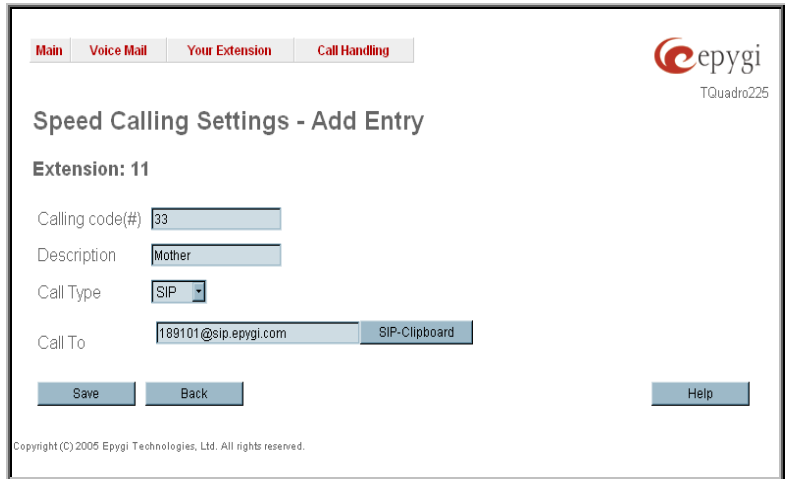 Main Voice Mail Your Extension Call Handling
epygi
TQuadro225
Speed Calling Settings - Add Entry
Extension: 11
Calling code(#) 33
Description Mother
Call Type SIP
Call To 189101@sip.epygi.com SIP-Clipboard
Save Back Help
Copyright (C) 2005 Epygi Technologies, Ltd. All rights reserved.